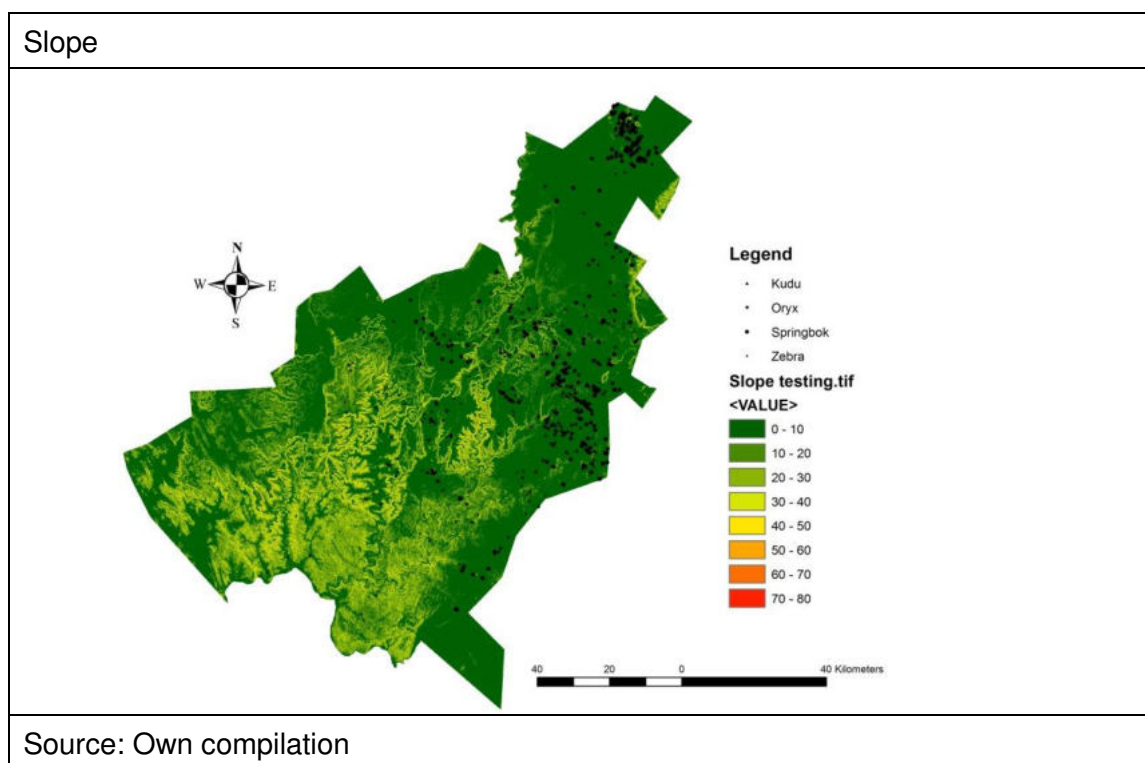 Slope
N
W E
S
Legend
Kudu
Oryx
Springbok
Zebra
Slope testing.tif
<VALUE>
0 - 10
10 - 20
20 - 30
30 - 40
40 - 50
50 - 60
60 - 70
70 - 80
40 20 0 40 Kilometers
Source: Own compilation